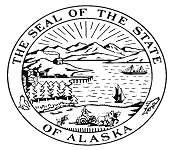 THE SEAL OF THE STATE
OF ALASKA